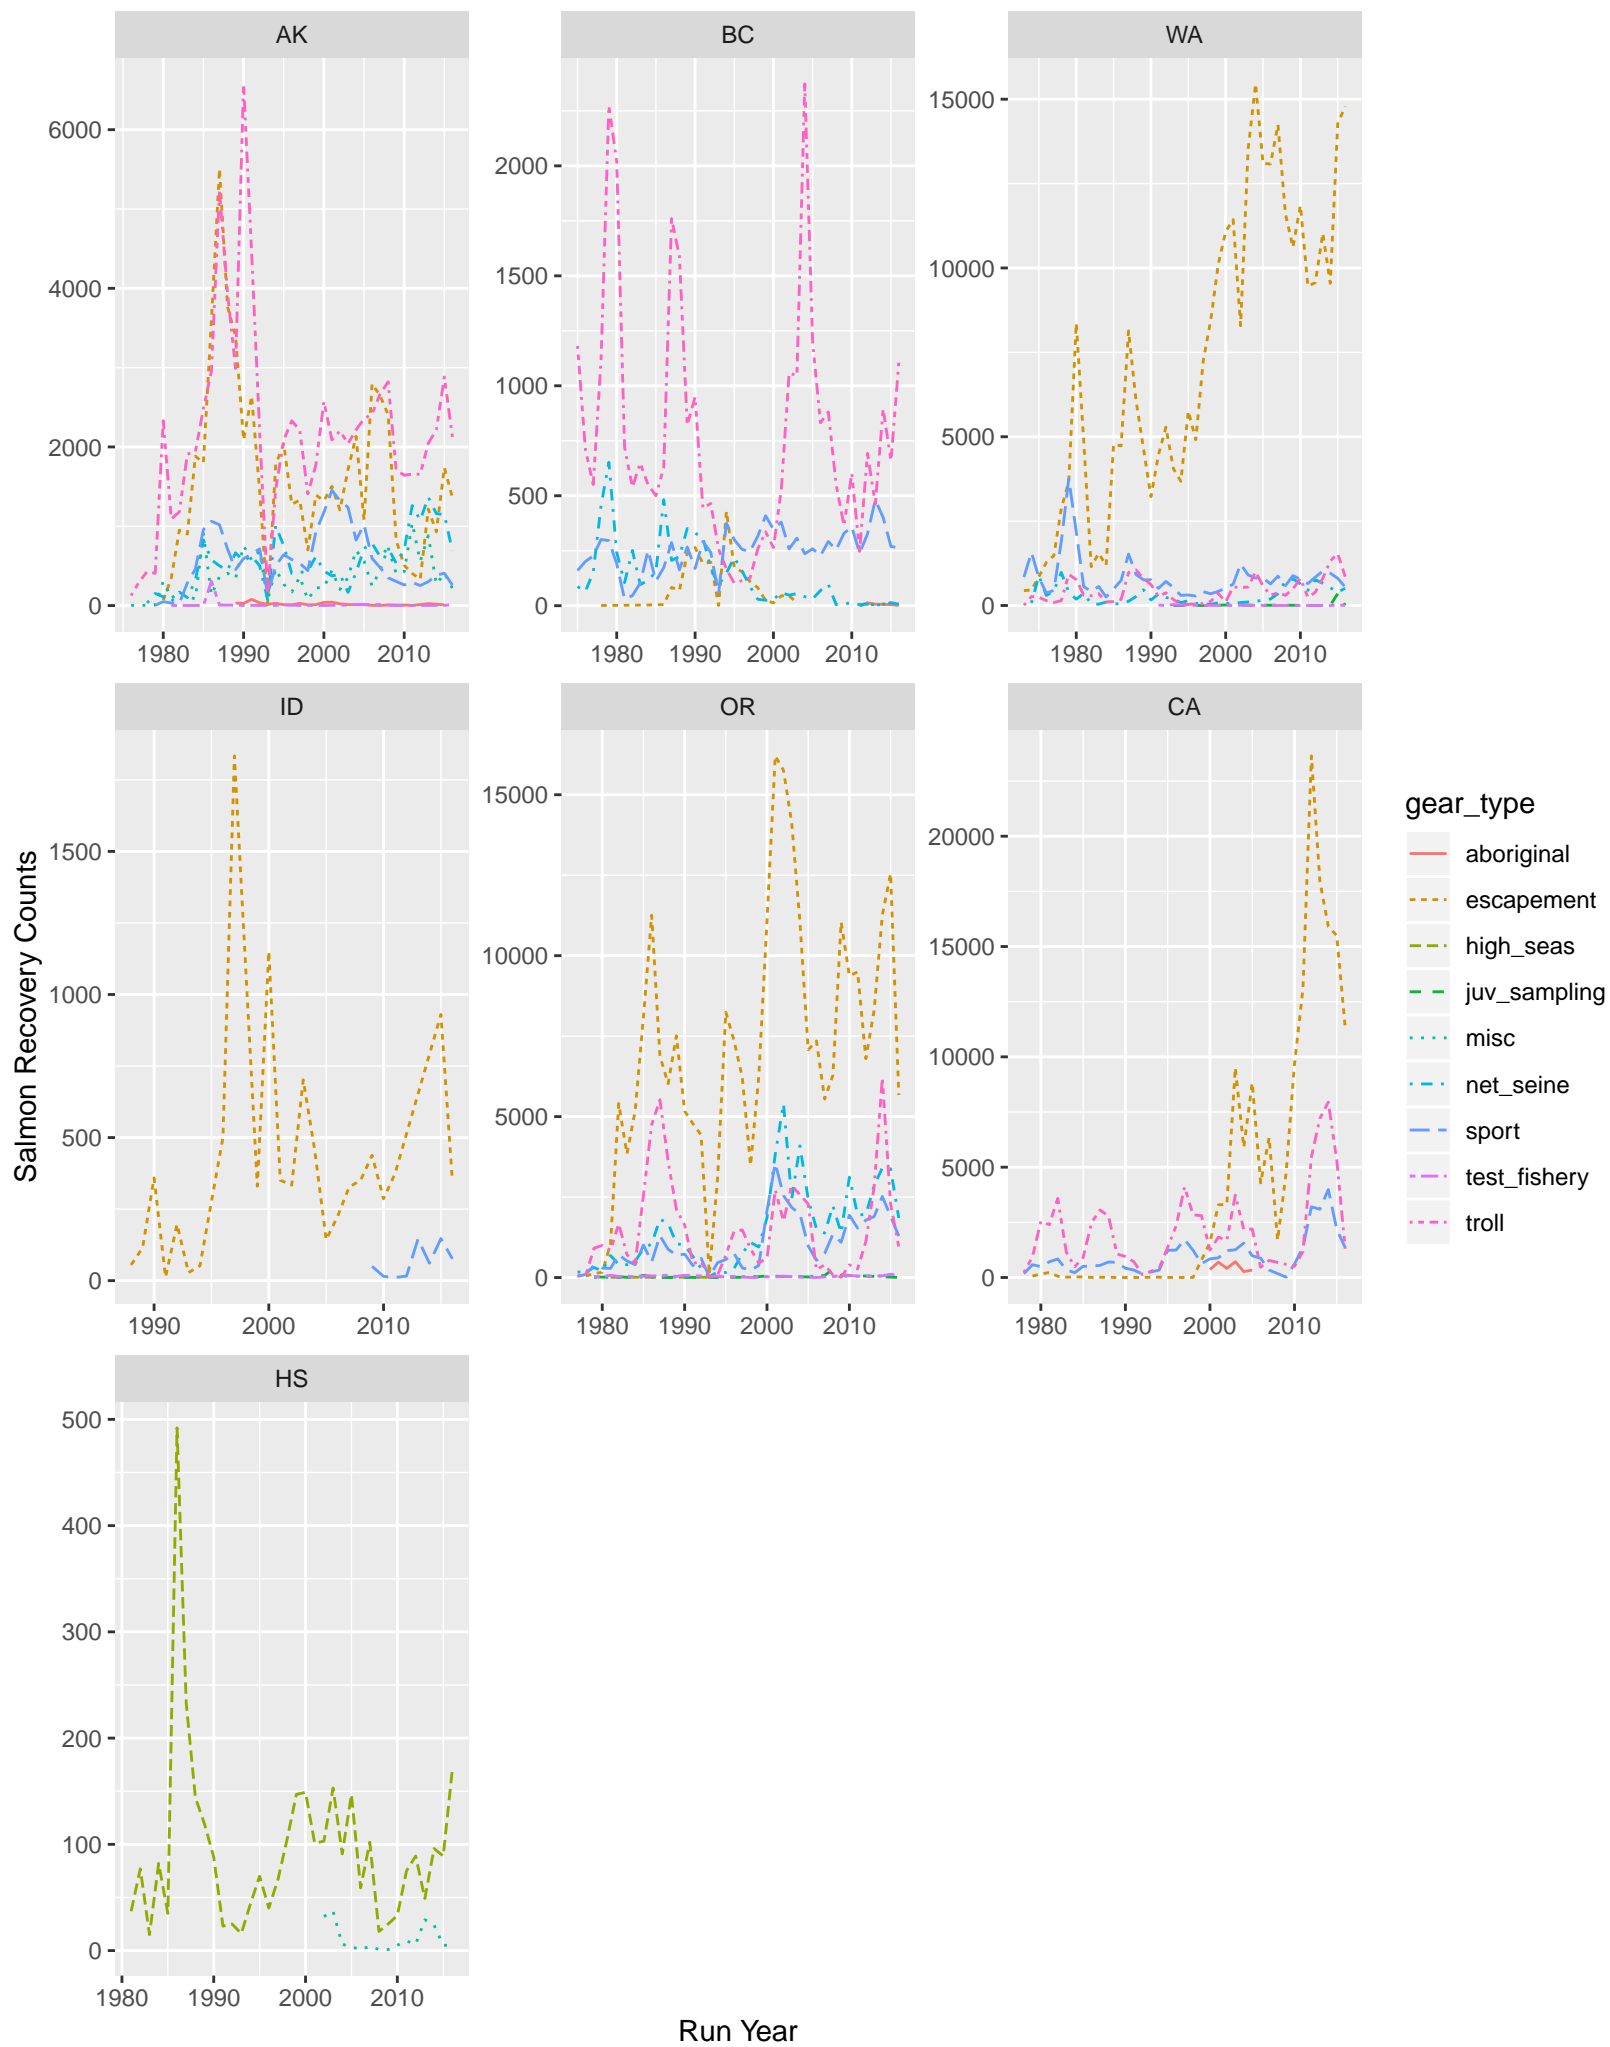 AK
BC
WA
6000
4000
2000
0
1980 1990 2000 2010
2000
1500
1000
500
0
1980 1990 2000 2010
15000
10000
5000
0
1980 1990 2000 2010
ID
OR
CA
1500
1000
500
0
1990 2000 2010
15000
10000
5000
0
1980 1990 2000 2010
20000
15000
10000
5000
0
1980 1990 2000 2010
HS
500
400
300
200
100
0
1980 1990 2000 2010
Salmon Recovery Counts
Run Year
gear_type
aboriginal
escapement
high_seas
juv_sampling
misc
net_seine
sport
test_fishery
troll